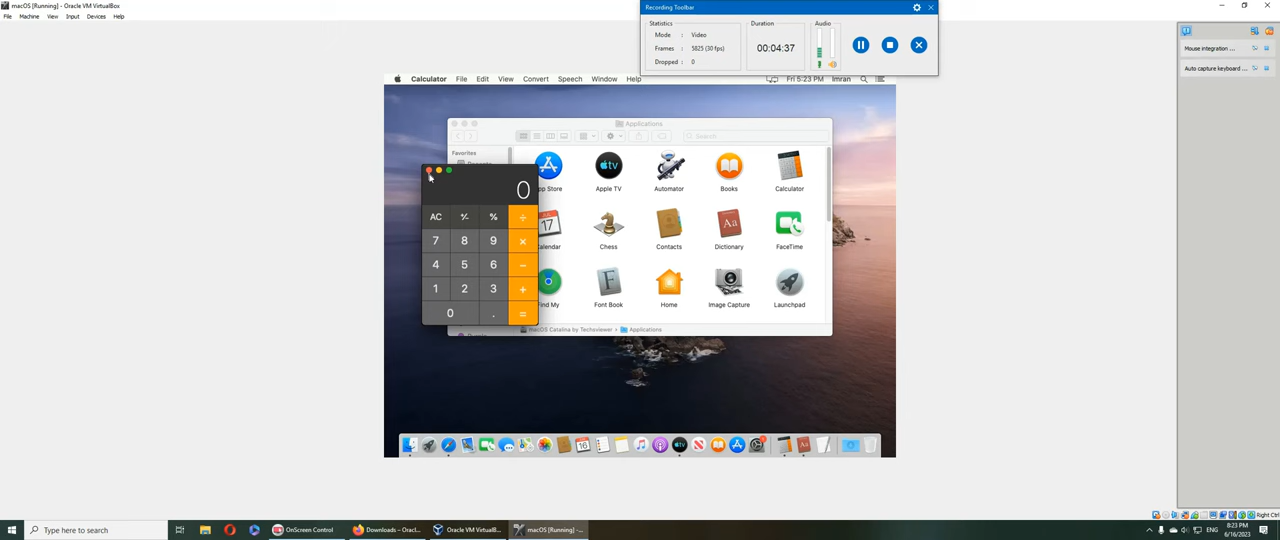 macOS [Running] - Oracle VM VirtualBox
File Machine View Input Devices Help
Recording Toolbar
Statistics
Mode : Video
Frames : 5825 (30 fps)
Dropped : 0
Duration
00:04:37
Audio
Mouse integration ...
Auto capture keyboard ...
Calculator File Edit View Convert Speech Window Help
Fri 5:23 PM Imran
Applications
Search
Favorites
App Store Apple TV Automator Books Calculator
0
AC +/- % ÷
7 8 9 ×
4 5 6 −
1 2 3 +
0 . =
17
Calendar Chess Contacts Dictionary FaceTime
Find My Font Book Home Image Capture Launchpad
macOS Catalina by Techsviewer › Applications
16
Type here to search
OnScreen Control
Downloads – Oracl...
Oracle VM VirtualB...
macOS [Running] -...
Right Ctrl
ENG
8:23 PM
6/16/2023